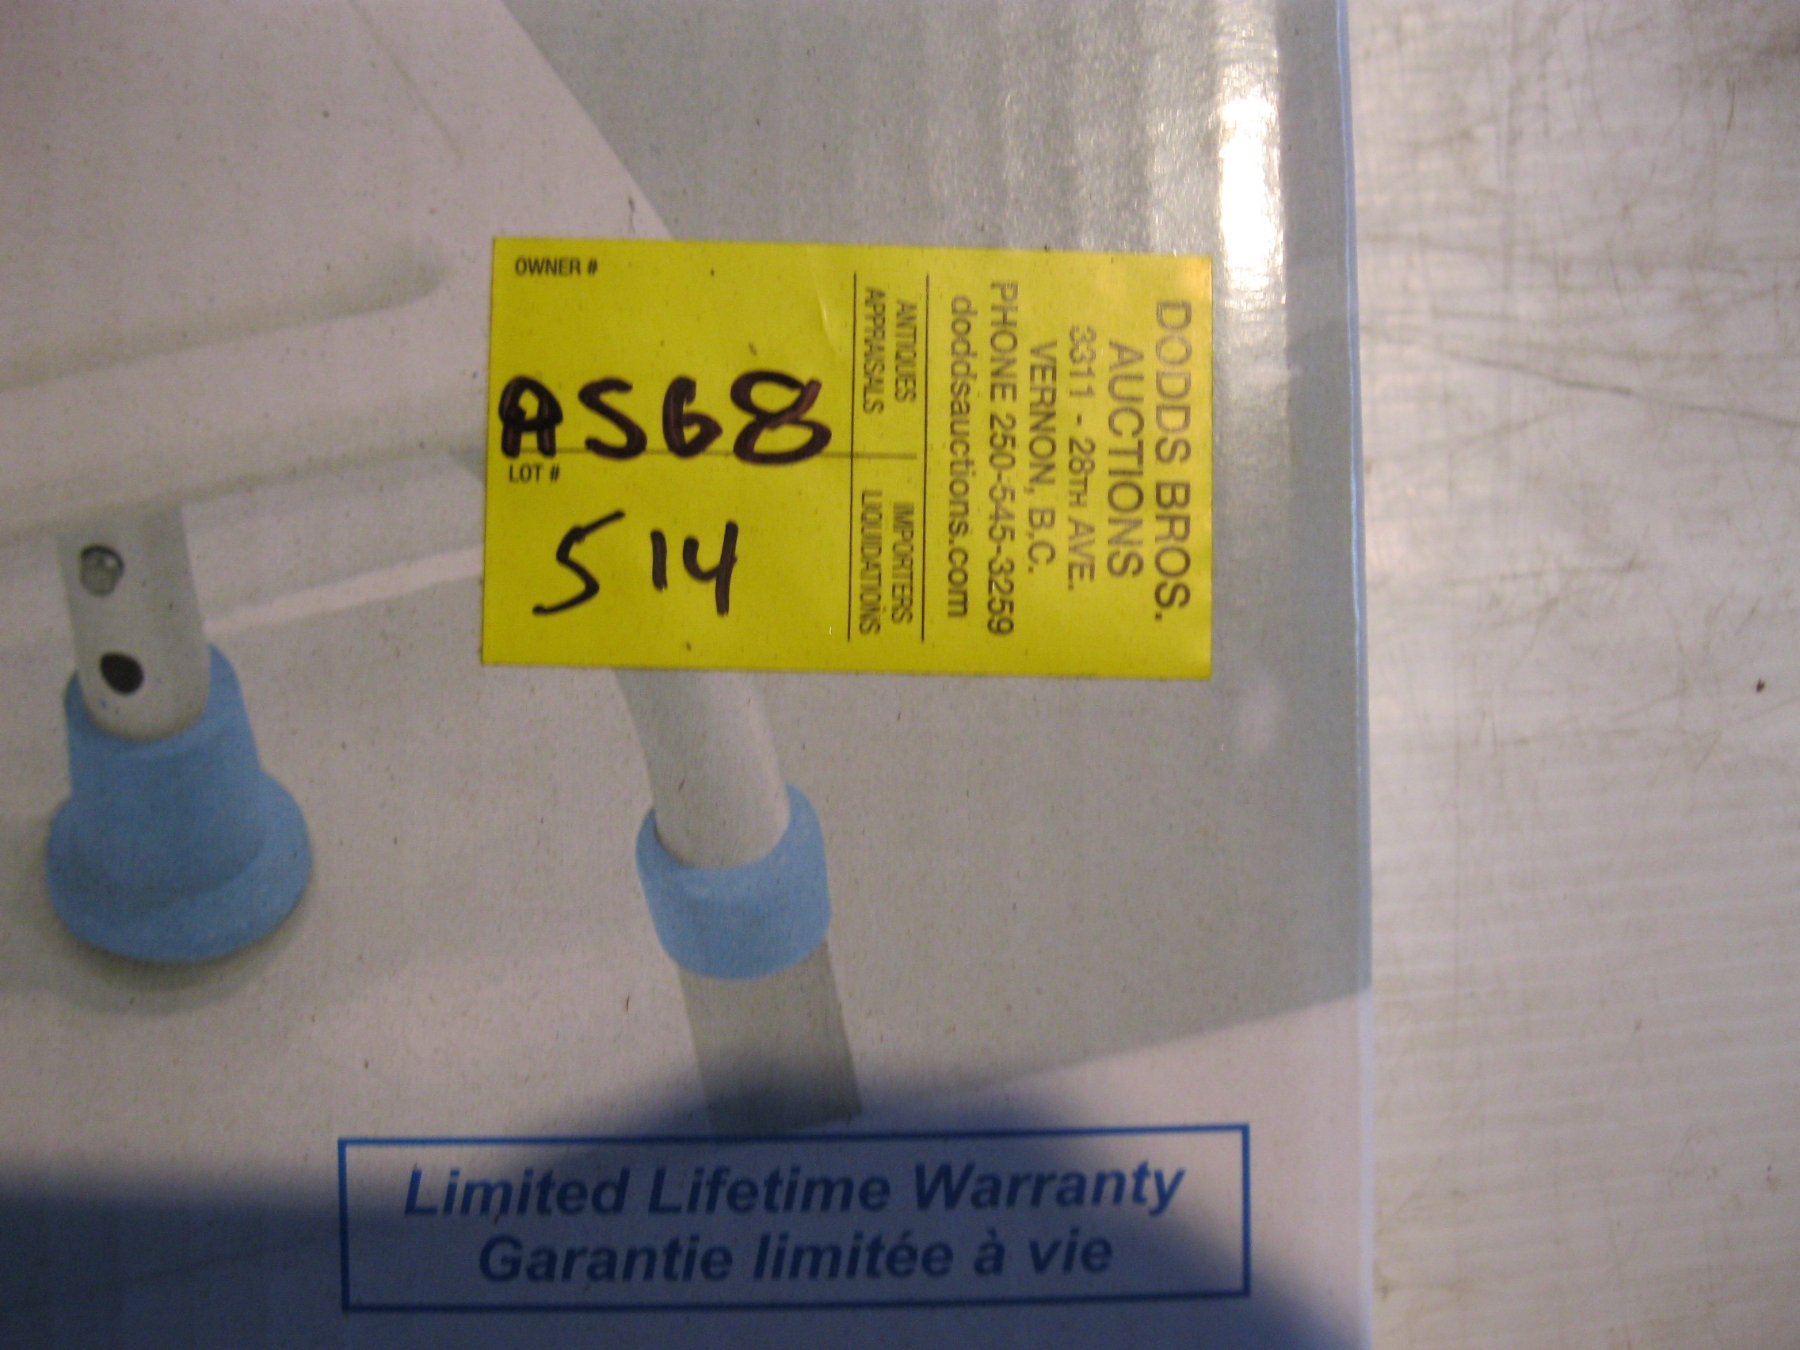 OWNER #
A568
LOT #
514
ANTIQUES IMPORTERS
APPRAISALS LIQUIDATIONS
DODDS BROS.
AUCTIONS
3311 - 28TH AVE.
VERNON, B.C.
PHONE 250-545-3259
doddsauctions.com
Limited Lifetime Warranty
Garantie limitée à vie